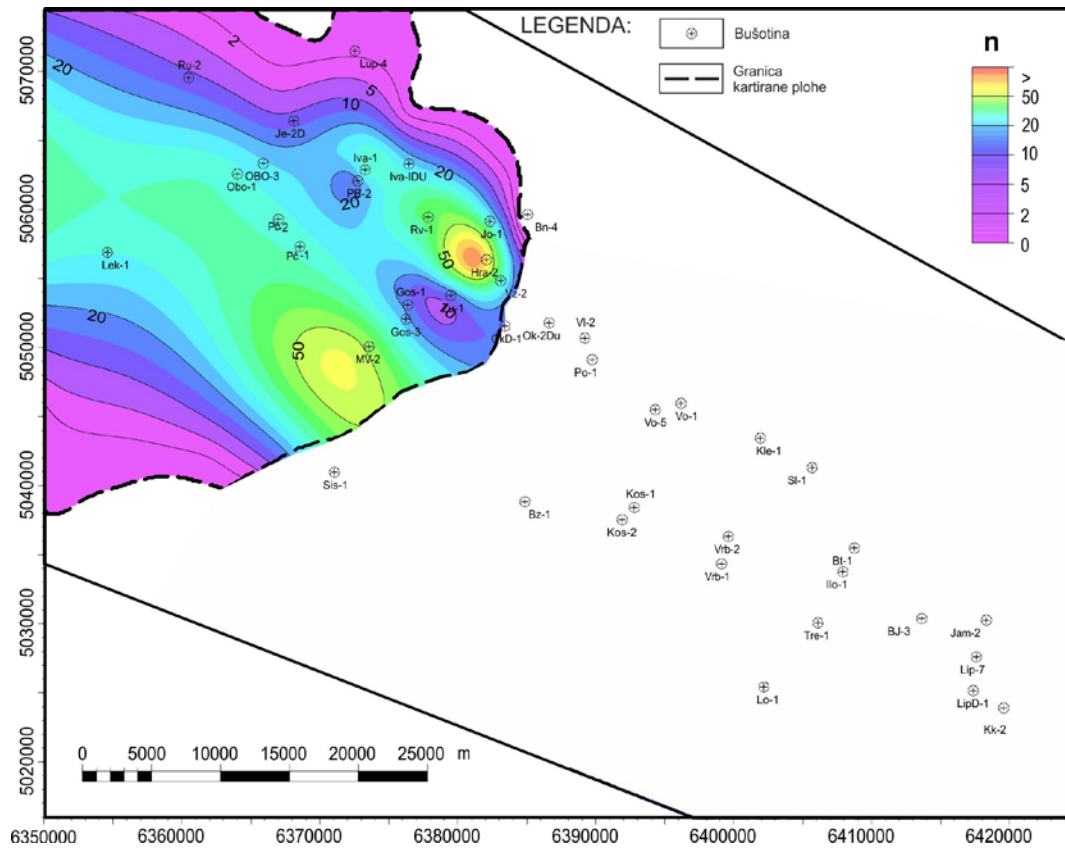 LEGENDA:
Bušotina
Granica
kartirane plohe
n
>
50
20
10
5
2
0
5070000
5060000
5050000
5040000
5030000
5020000
2
5
10
20
20
20
20
50
50
10
Lup-4
Ru-2
Je-2D
Iva-1
Iva-IDU
OBO-3
Obo-1
PB-2
Pč-2
Pč-1
Rv-1
Jo-1
Bn-4
Lek-1
Hra-2
Gos-1
Vz-2
Gos-3
OkD-1
Ok-2Du
Vl-2
MV-2
Po-1
Vo-5
Vo-1
Kle-1
Sl-1
Sis-1
Bz-1
Kos-1
Kos-2
Vrb-2
Vrb-1
Bt-1
Ilo-1
Tre-1
BJ-3
Jam-2
Lip-7
LipD-1
Lo-1
Kk-2
0 5000 10000 15000 20000 25000 m
6350000 6360000 6370000 6380000 6390000 6400000 6410000 6420000